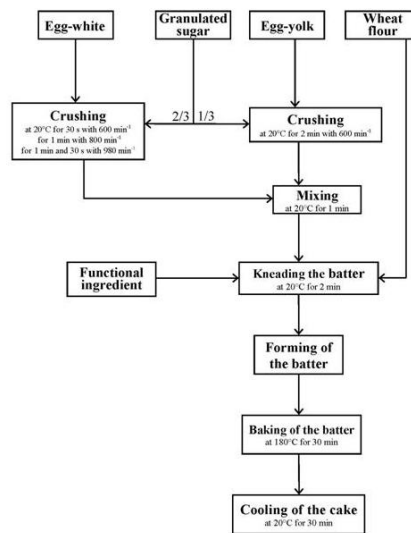 Egg-white
Granulated
sugar
Egg-yolk
Wheat
flour
Crushing
at 20°C for 30 s with 600 min⁻¹
for 1 min with 800 min⁻¹
for 1 min and 30 s with 980 min⁻¹
2/3 1/3
Crushing
at 20°C for 2 min with 600 min⁻¹
Mixing
at 20°C for 1 min
Functional
ingredient
Kneading the batter
at 20°C for 2 min
Forming of
the batter
Baking of the batter
at 180°C for 30 min
Cooling of the cake
at 20°C for 30 min